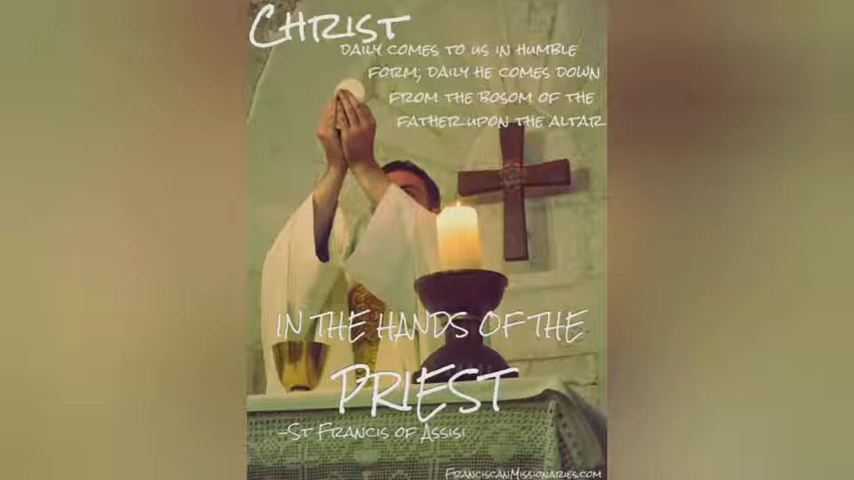 CHRIST
DAILY COMES TO US IN HUMBLE
FORM; DAILY HE COMES DOWN
FROM THE BOSOM OF THE
FATHER UPON THE ALTAR
IN THE HANDS OF THE
PRIEST
-ST FRANCIS OF ASSISI
FRANCISCANMISSIONARIES.COM